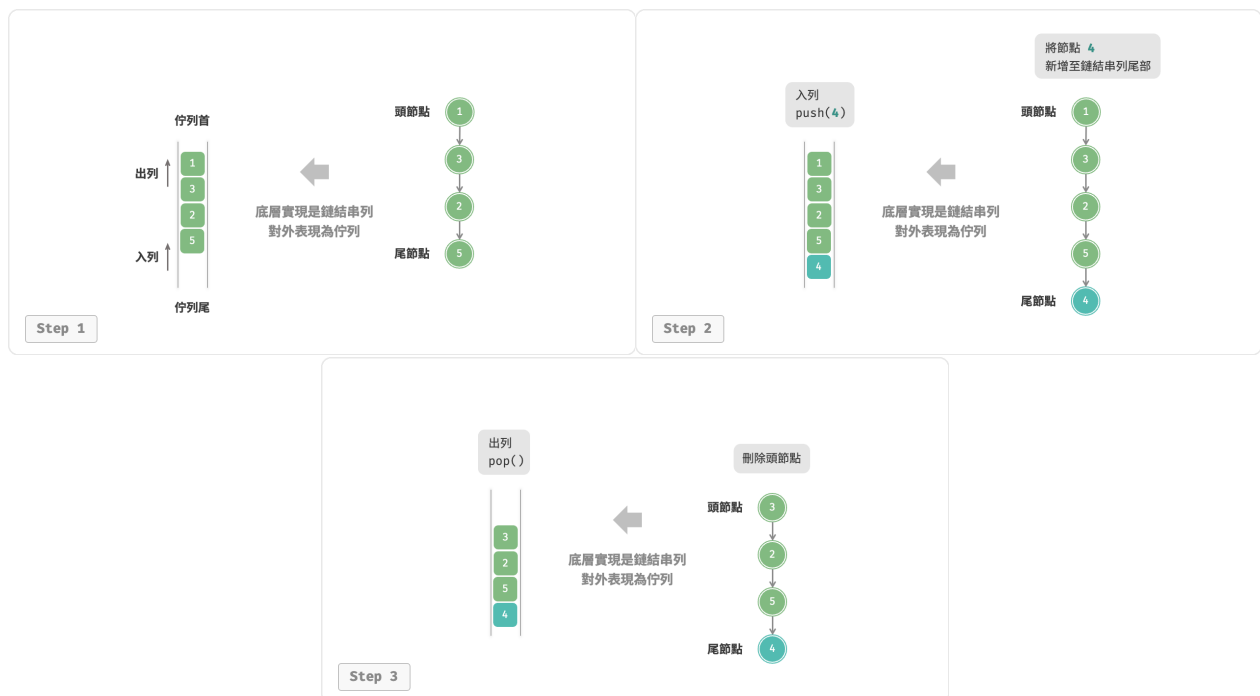 佇列首
出列
1
3
2
5
入列
佇列尾
底層實現是鏈結串列
對外表現為佇列
頭節點
1
3
2
尾節點
5
Step 1
入列
push(4)
1
3
2
5
4
底層實現是鏈結串列
對外表現為佇列
將節點 4
新增至鏈結串列尾部
頭節點
1
3
2
5
尾節點
4
Step 2
出列
pop()
3
2
5
4
底層實現是鏈結串列
對外表現為佇列
刪除頭節點
頭節點
3
2
5
尾節點
4
Step 3